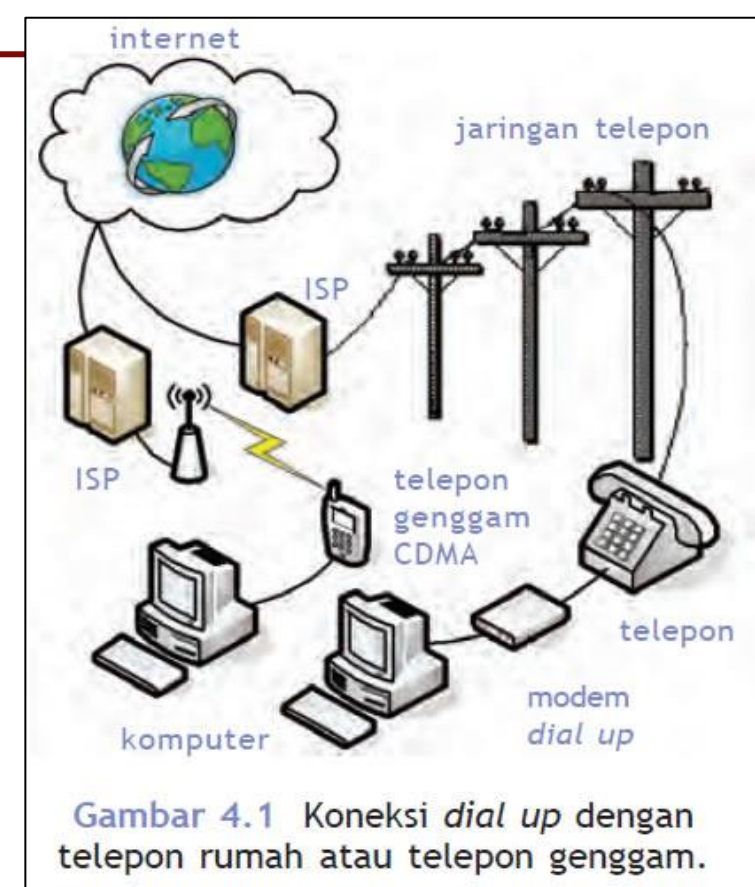 internet
jaringan telepon
ISP
ISP
telepon
genggam
CDMA
telepon
komputer
modem
dial up
Gambar 4.1 Koneksi dial up dengan
telepon rumah atau telepon genggam.